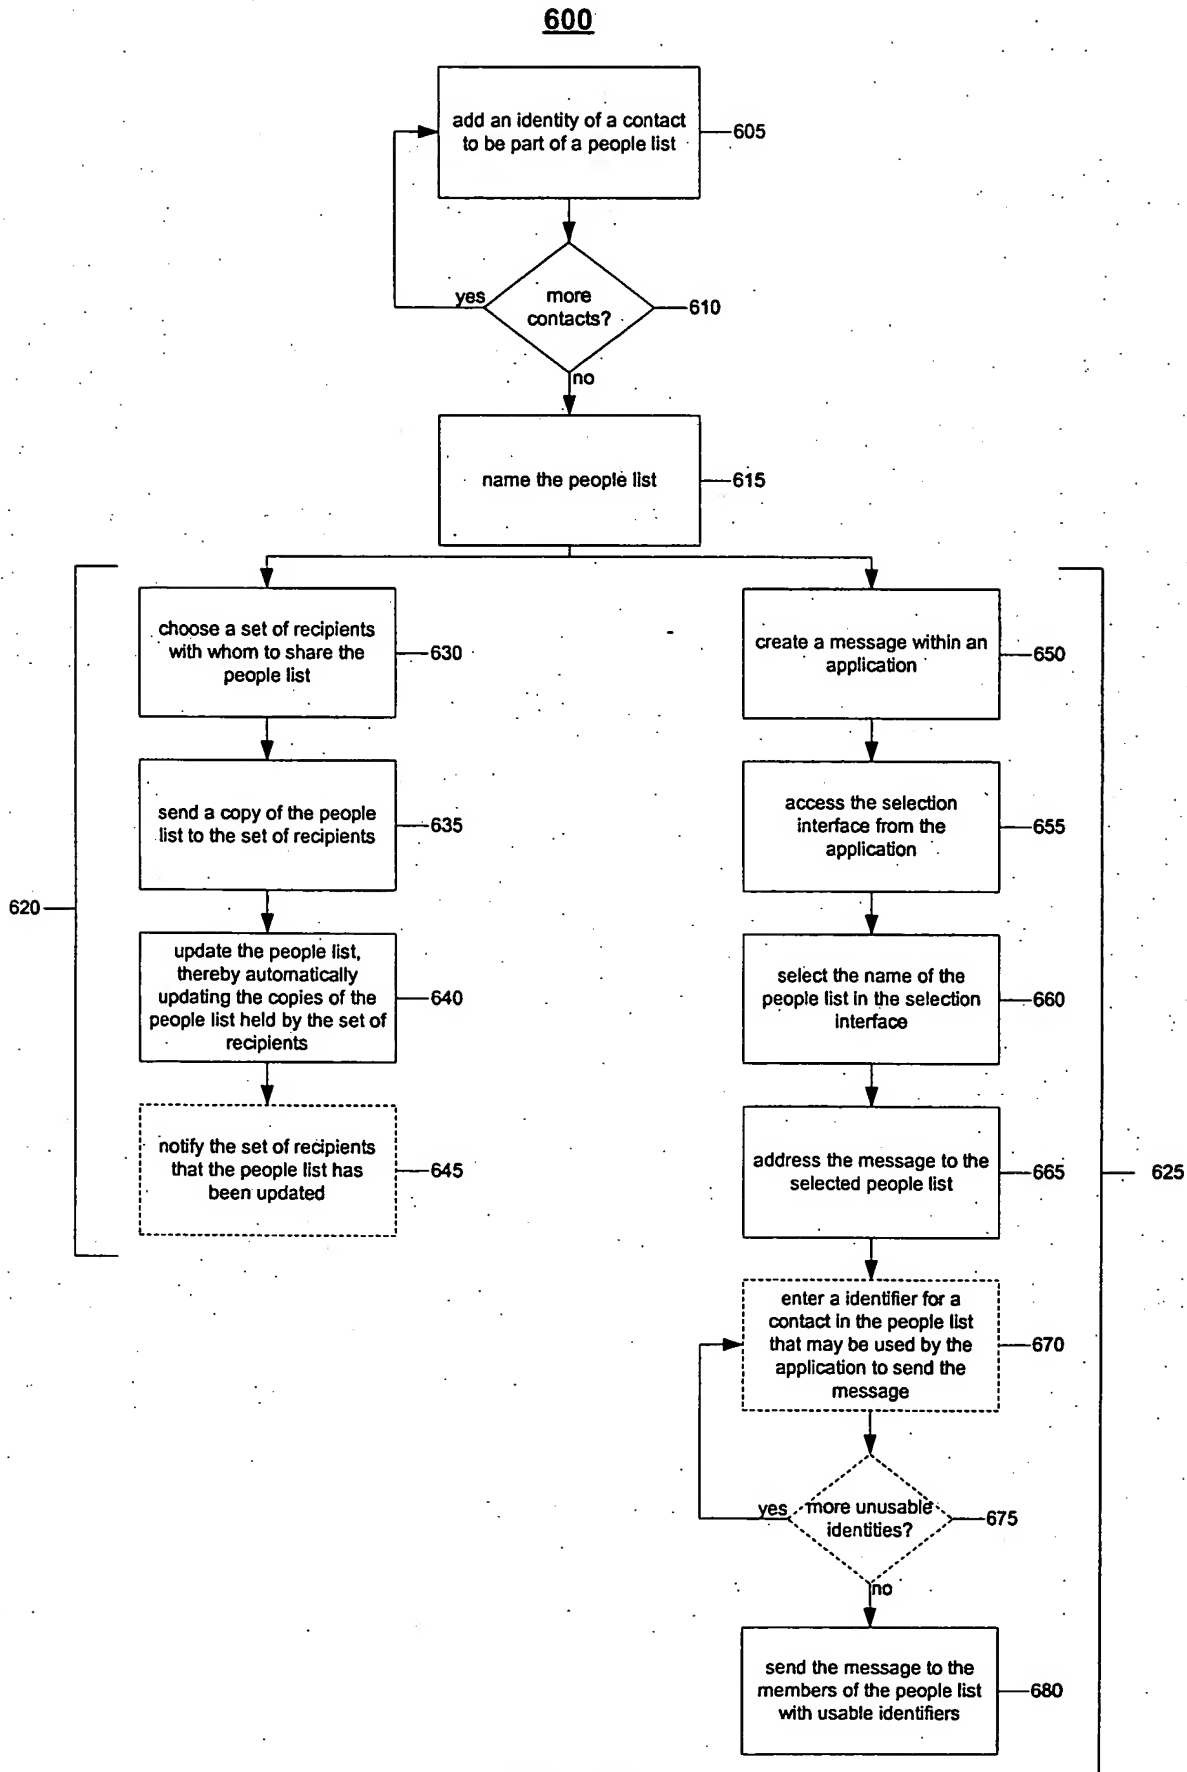 600
add an identity of a contact
to be part of a people list
605
more
contacts?
yes
610
no
name the people list
615
620
choose a set of recipients
with whom to share the
people list
630
send a copy of the people
list to the set of recipients
635
update the people list,
thereby automatically
updating the copies of the
people list held by the set of
recipients
640
notify the set of recipients
that the people list has
been updated
645
create a message within an
application
650
access the selection
interface from the
application
655
select the name of the
people list in the selection
interface
660
address the message to the
selected people list
665
625
enter a identifier for a
contact in the people list
that may be used by the
application to send the
message
670
yes
more unusable
identities?
675
no
send the message to the
members of the people list
with usable identifiers
680